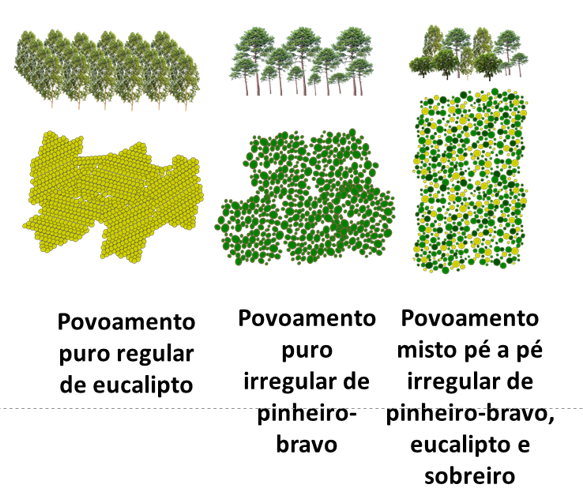 Povoamento
puro regular
de eucalipto
Povoamento
puro
irregular de
pinheiro-
bravo
Povoamento
misto pé a pé
irregular de
pinheiro-bravo,
eucalipto e
sobreiro